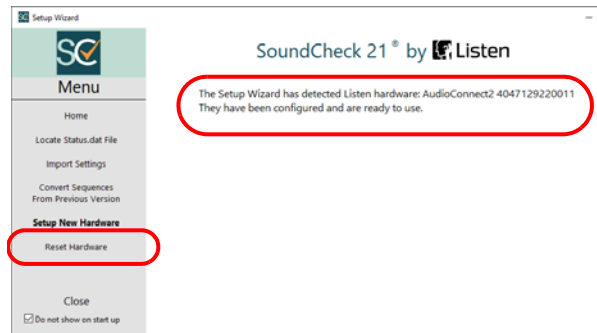 SC Setup Wizard
SC
Menu
Home
Locate Status.dat File
Import Settings
Convert Sequences
From Previous Version
Setup New Hardware
Reset Hardware
Close
Do not show on start up
SoundCheck 21® by Listen
The Setup Wizard has detected Listen hardware: AudioConnect2 4047129220011
They have been configured and are ready to use.